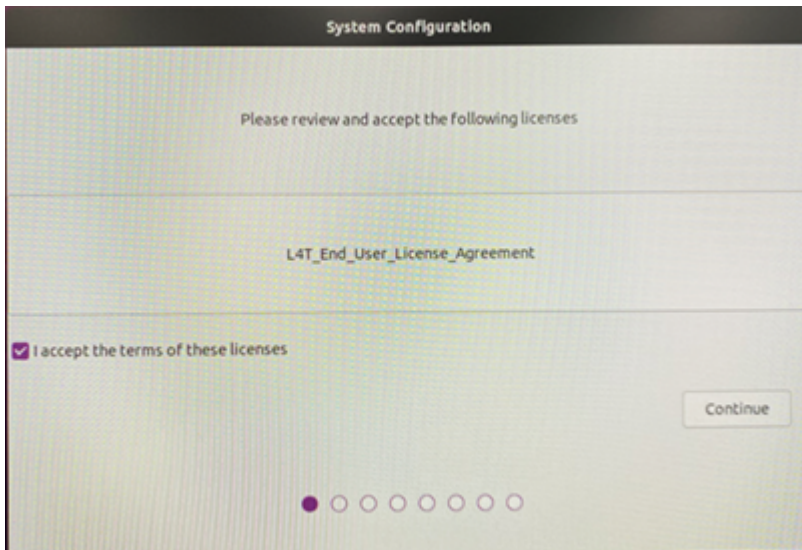 System Configuration
Please review and accept the following licenses
L4T_End_User_License_Agreement
I accept the terms of these licenses
Continue